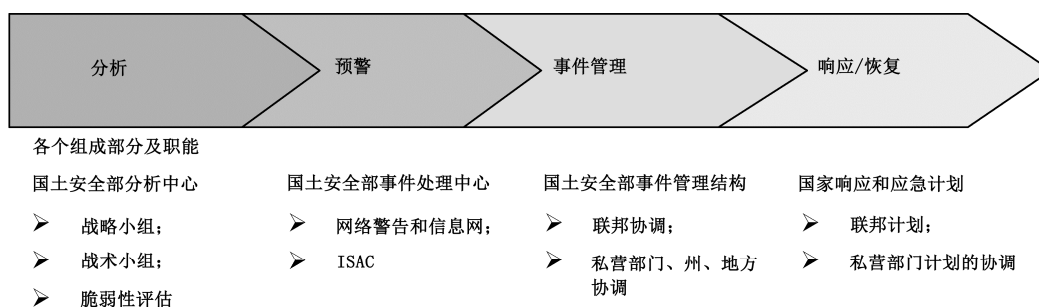 分析
预警
事件管理
响应/恢复
各个组成部分及职能
国土安全部分析中心
战略小组;
战术小组;
脆弱性评估
国土安全部事件处理中心
网络警告和信息网;
ISAC
国土安全部事件管理结构
联邦协调;
私营部门、州、地方
协调
国家响应和应急计划
联邦计划;
私营部门计划的协调